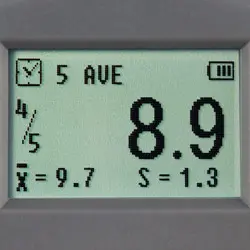 5 AVE
4/5
8.9
x̄ = 9.7 S = 1.3